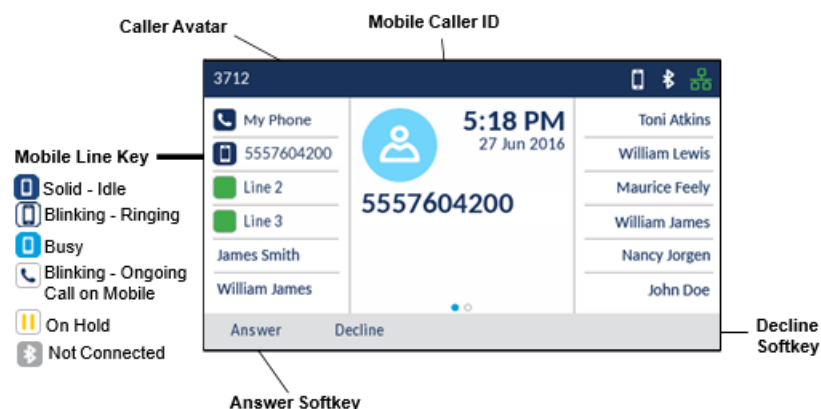 Caller Avatar
Mobile Caller ID
3712
My Phone
5557604200
Line 2
Line 3
James Smith
William James
5:18 PM
27 Jun 2016
5557604200
Toni Atkins
William Lewis
Maurice Feely
William James
Nancy Jorgen
John Doe
Answer Decline
Mobile Line Key
Solid - Idle
Blinking - Ringing
Busy
Blinking - Ongoing
Call on Mobile
On Hold
Not Connected
Decline
Softkey
Answer Softkey